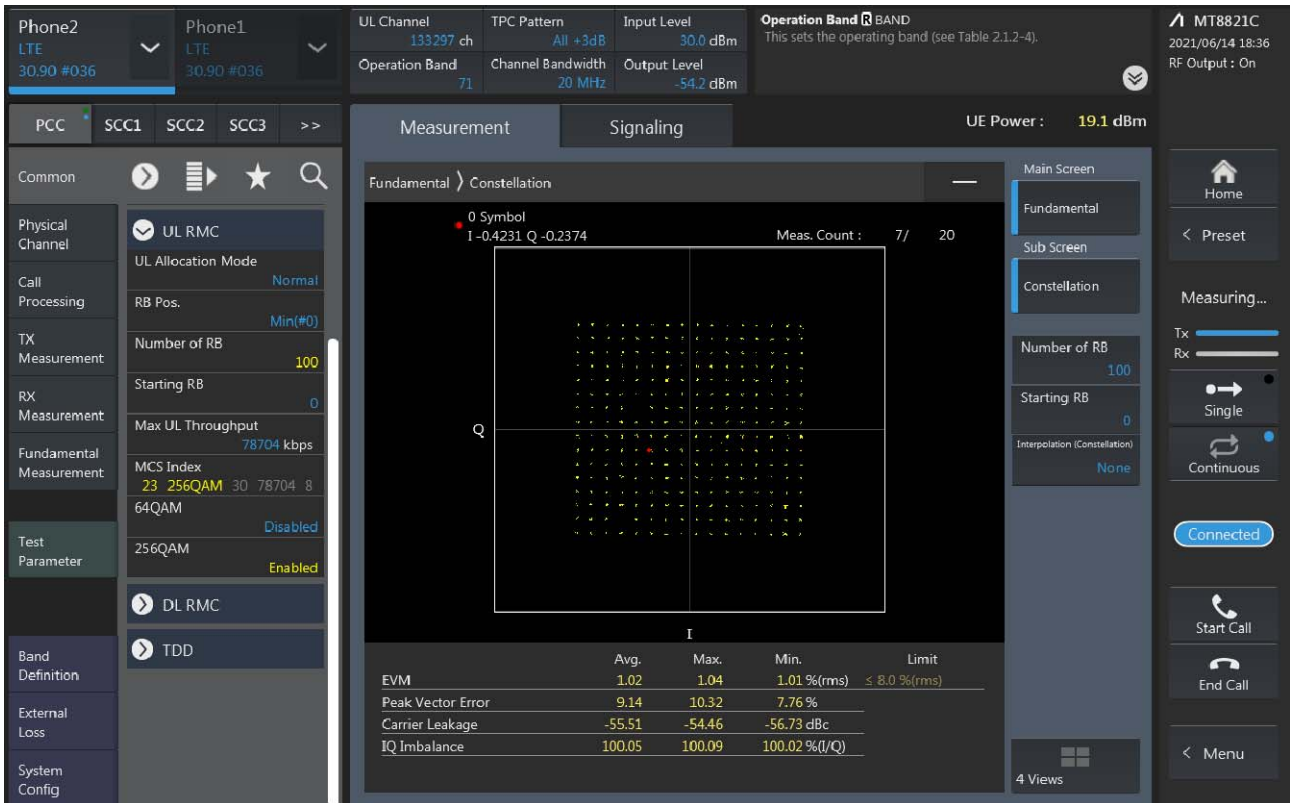 Phone2
LTE
30.90 #036
Phone1
LTE
30.90 #036
UL Channel
133297 ch
TPC Pattern
All +3dB
Input Level
30.0 dBm
Operation Band
71
Channel Bandwidth
20 MHz
Output Level
-54.2 dBm
Operation Band R BAND
This sets the operating band (see Table 2.1.2-4).
MT8821C
2021/06/14 18:36
RF Output : On
PCC SCC1 SCC2 SCC3 >>
Measurement Signaling
UE Power : 19.1 dBm
Common
Physical
Channel
Call
Processing
TX
Measurement
RX
Measurement
Fundamental
Measurement
Test
Parameter
Band
Definition
External
Loss
System
Config
UL RMC
UL Allocation Mode
Normal
RB Pos.
Min(#0)
Number of RB
100
Starting RB
0
Max UL Throughput
78704 kbps
MCS Index
23 256QAM 30 78704 8
64QAM
Disabled
256QAM
Enabled
DL RMC
TDD
Fundamental 〉 Constellation
0 Symbol
I -0.4231 Q -0.2374
Meas. Count : 7/ 20
Q
I
Avg. Max. Min. Limit
EVM 1.02 1.04 1.01 %(rms) ≤ 8.0 %(rms)
Peak Vector Error 9.14 10.32 7.76 %
Carrier Leakage -55.51 -54.46 -56.73 dBc
IQ Imbalance 100.05 100.09 100.02 %(I/Q)
Main Screen
Fundamental
Sub Screen
Constellation
Number of RB
100
Starting RB
0
Interpolation (Constellation)
None
4 Views
Home
< Preset
Measuring...
Tx
Rx
Single
Continuous
Connected
Start Call
End Call
< Menu